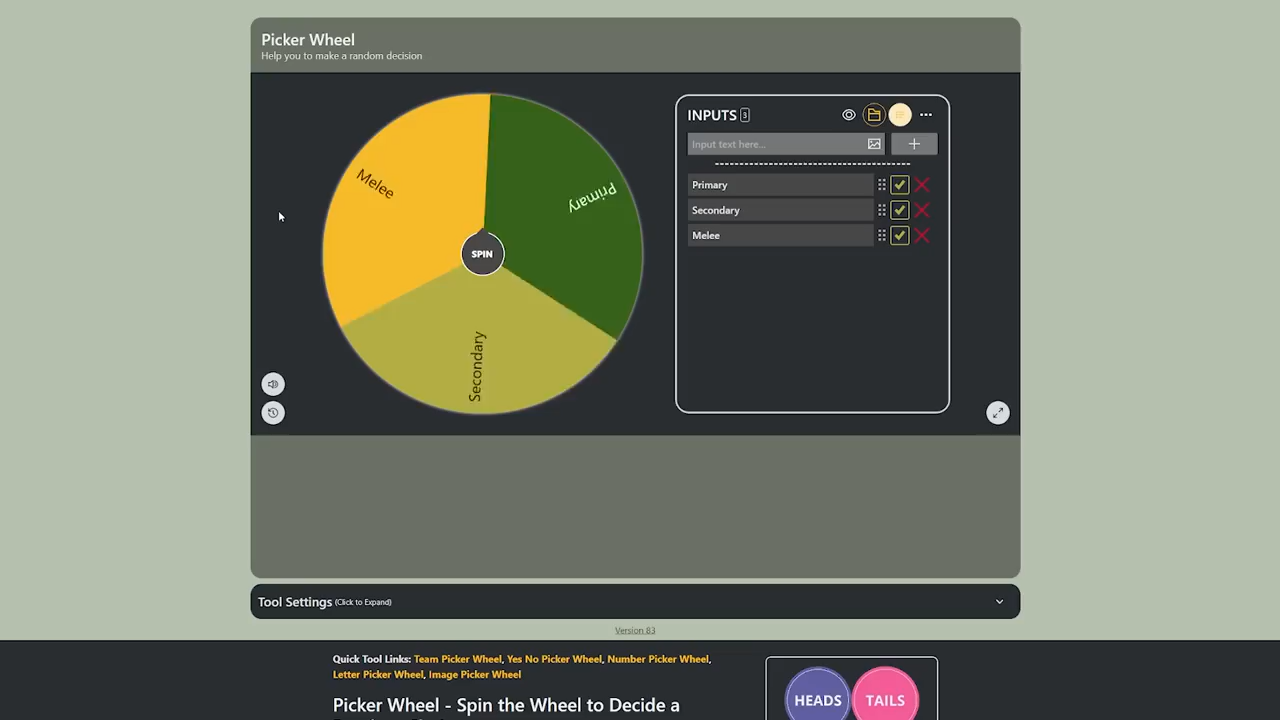 Picker Wheel
Help you to make a random decision
Melee
Primary
Secondary
SPIN
INPUTS 3
Input text here...
Primary
Secondary
Melee
Tool Settings (Click to Expand)
Version 83
Quick Tool Links: Team Picker Wheel, Yes No Picker Wheel, Number Picker Wheel,
Letter Picker Wheel, Image Picker Wheel
Picker Wheel - Spin the Wheel to Decide a
HEADS
TAILS